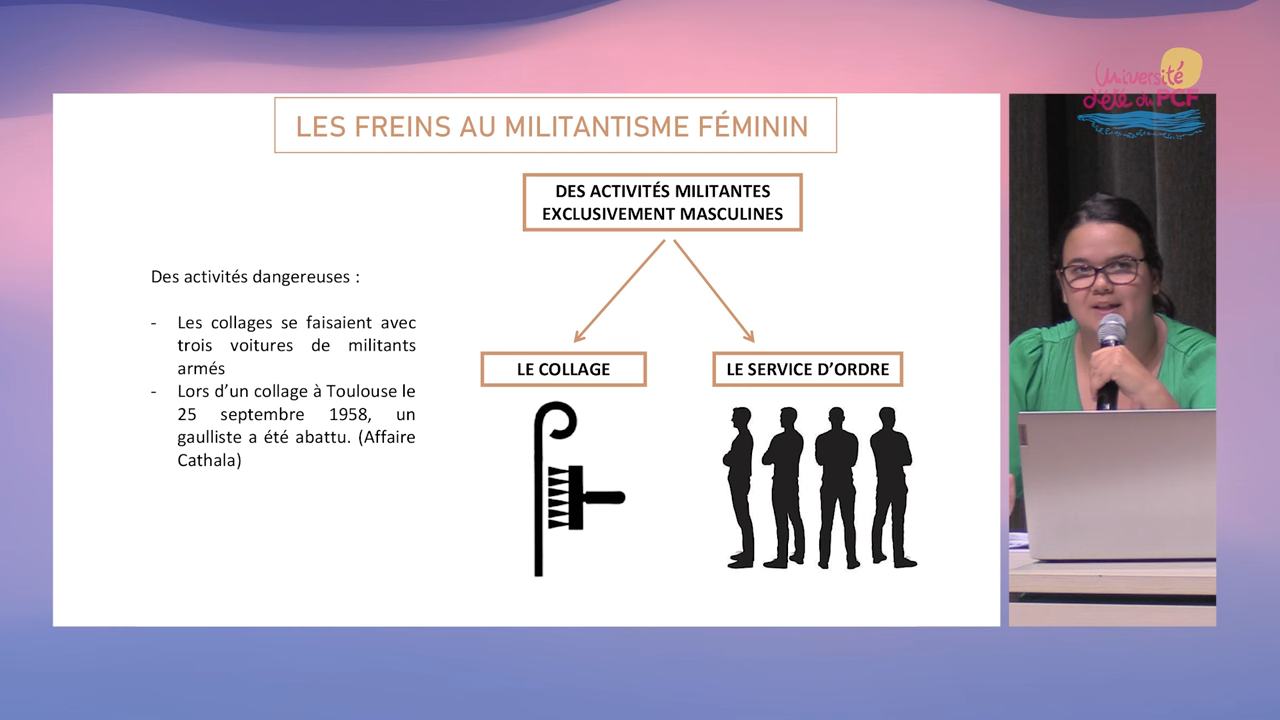 Université
d'été du PCF
LES FREINS AU MILITANTISME FÉMININ
DES ACTIVITÉS MILITANTES
EXCLUSIVEMENT MASCULINES
Des activités dangereuses :
- Les collages se faisaient avec
trois voitures de militants
armés
- Lors d’un collage à Toulouse le
25 septembre 1958, un
gaulliste a été abattu. (Affaire
Cathala)
LE COLLAGE
LE SERVICE D’ORDRE